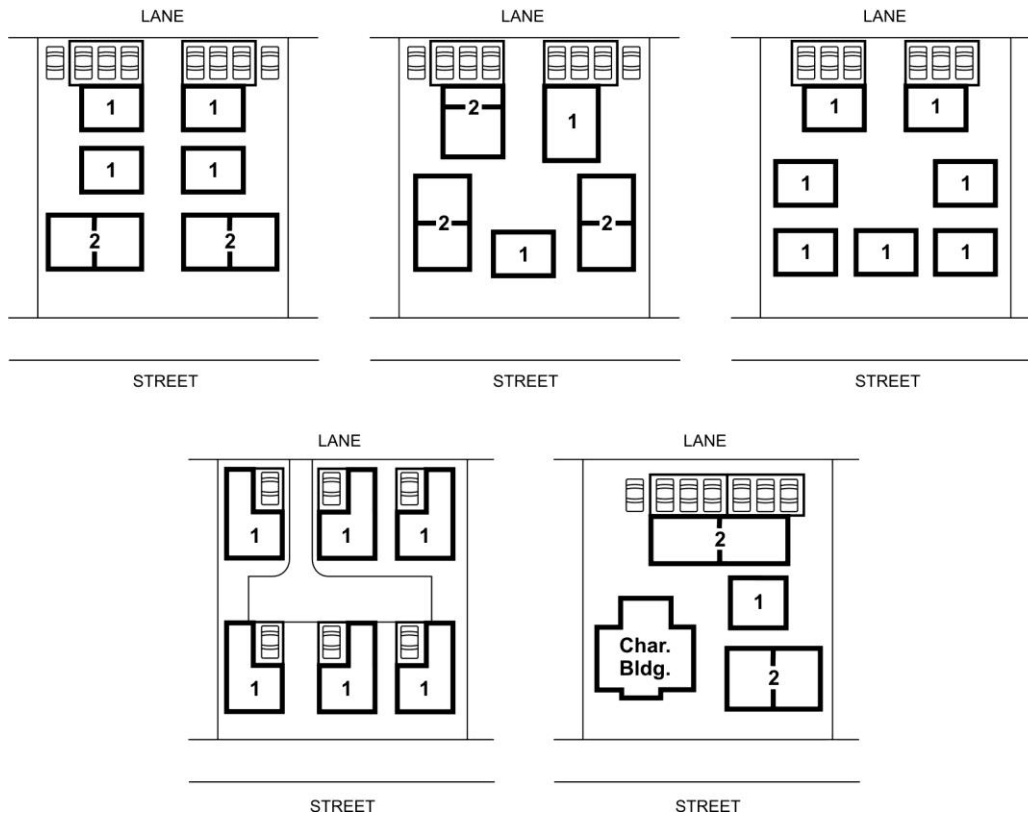 LANE LANE LANE
1 1 2 1 1 1
1 1 1 1
2 2 2 2
1 1 1 1
STREET STREET STREET
LANE LANE
1 1 1 2
1
Char.
Bldg.
1 1 1 2
STREET STREET